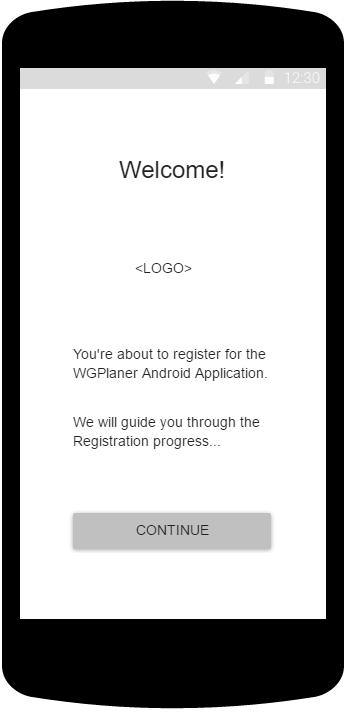 12:30
Welcome!
<LOGO>
You're about to register for the
WGPlaner Android Application.
We will guide you through the
Registration progress...
CONTINUE